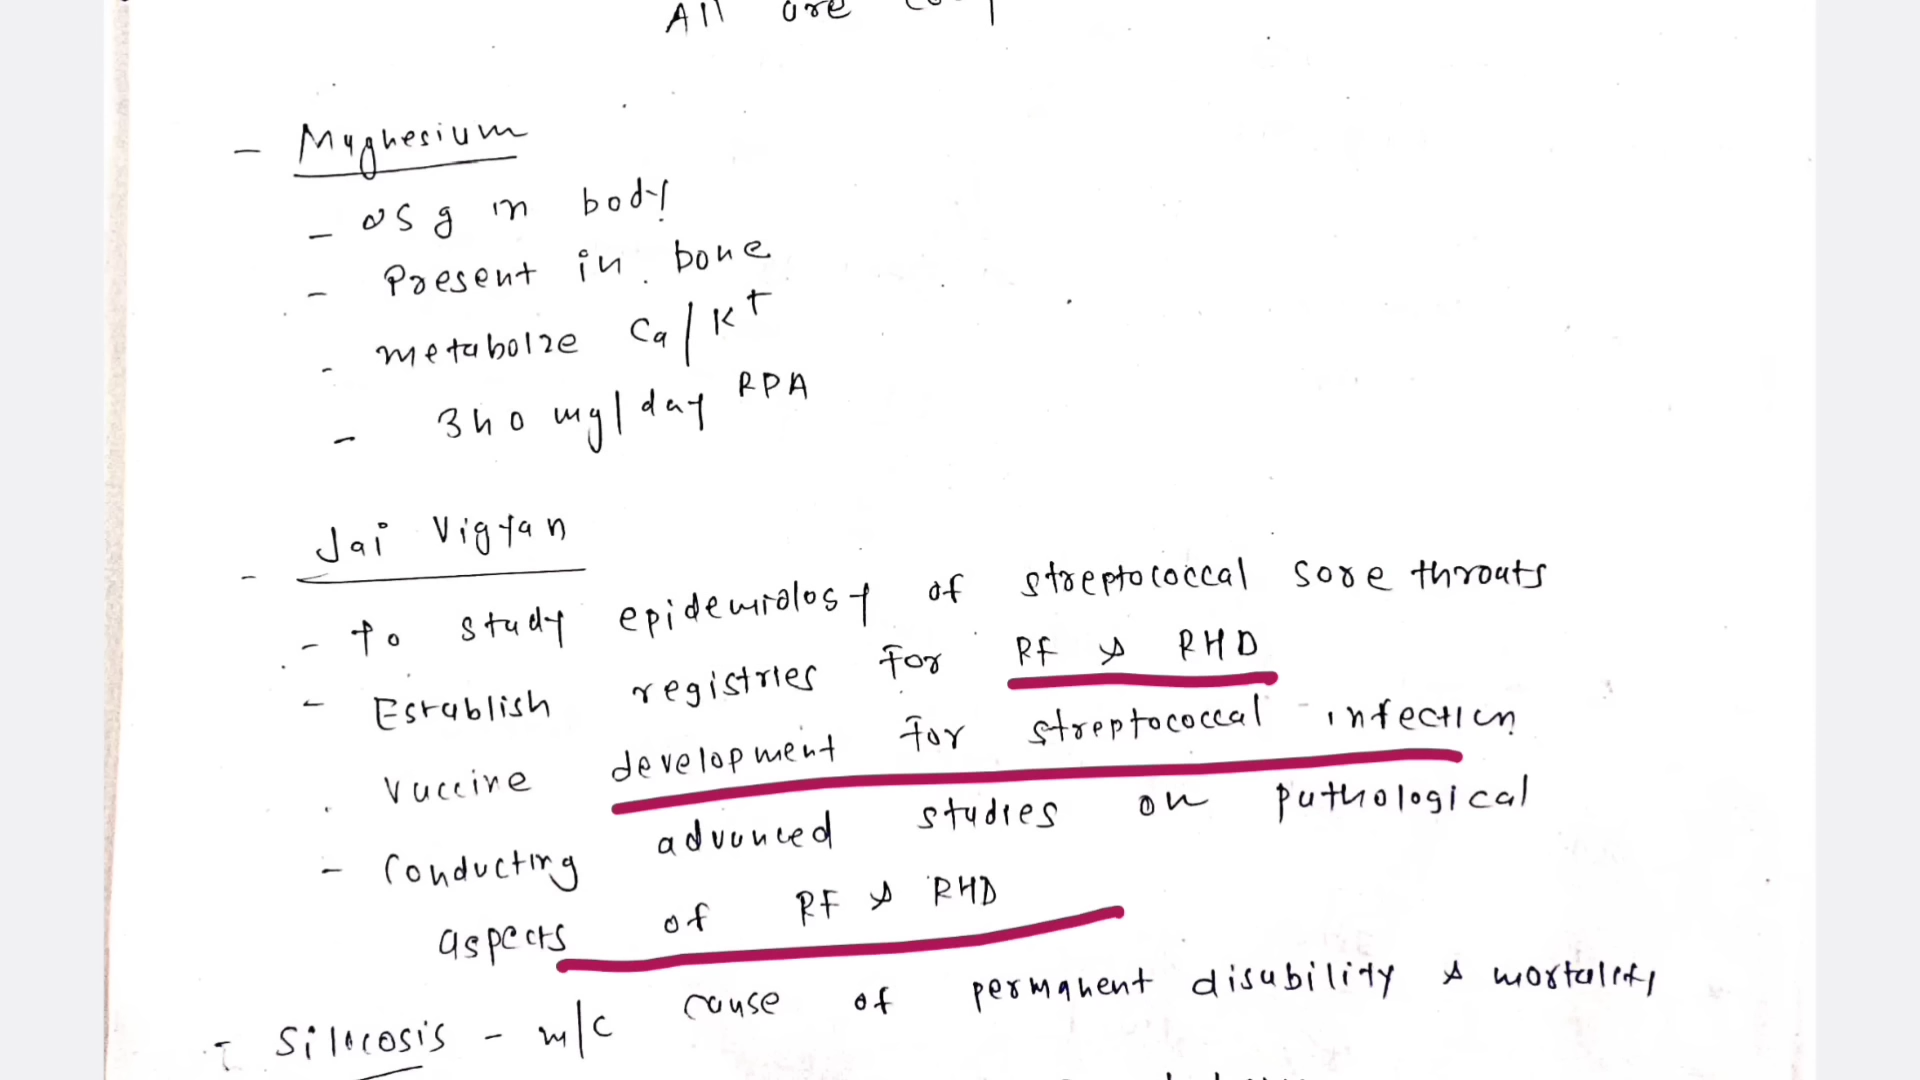 All are
- Magnesium
- 25 g in body
- Present in bone
- metabolze Ca/K+
- 340 mg/day RDA
- Jai Vigyan
- To study epidemiology of streptococcal sore throats
- Establish registries for RF & RHD
. vaccine development for streptococcal infection
- Conducting advanced studies on pathological
aspects of RF & RHD
- Silicosis - m/c cause of permanent disability & mortality